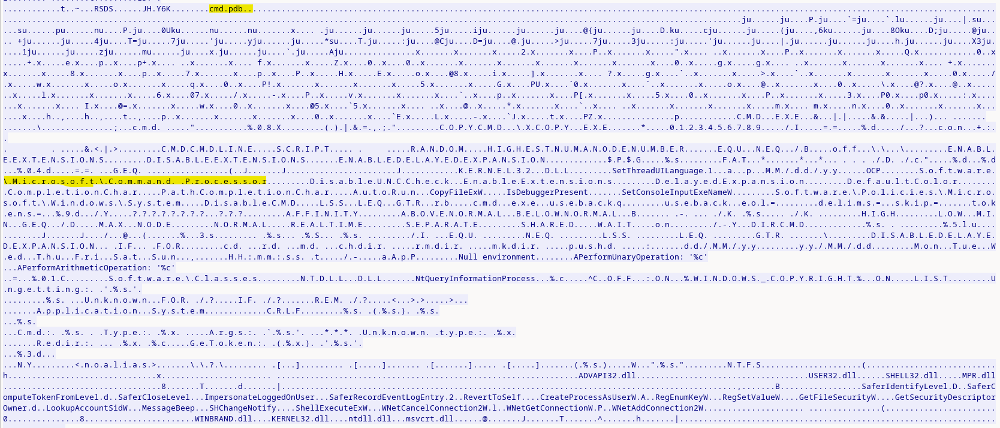 ............t..~...RSDS......JH.Y6K........cmd.pdb..
.ju......ju....P.ju....`=ju....`.lu......ju....|.su...
...su......pu......nu....P.ju....0Uku......nu......nu.......x.... .ju......ju......ju.....5ju....iju......ju......ju....@{ju......ju....D.ku.....cju......ju.....(ju....,6ku......ju....8Oku....D;ju.....@ju..
.. +ju......ju.....4ju....T=ju.....7ju.....'ju.....yju......ju.....*su....T.ju.....:ju....@Cju....D=ju....@.ju.....>ju.....7ju.....3ju.....:ju.....'ju......ju....|.ju......ju......ju....h.ju......ju....X3ju.
....1ju......ju.....zju......mu......ju....x.ju......ju....`.ju.....Aju...............x.......x.......x.....2.x.......x....P..x.......x.....".x.... ..x.......x....P..x.......x.......x.....Q.x............0..x
.....+.x.....e.x....p..x....p+.x.... ..x.......x.... f.x.......x.....Z.x....0..x....0..x.......x.......x.......x.......x.......x.......x....0..x.....g.x.....g.x.... ..x.......x.......x.......x.... +.x.......
x.......x.....8.x.......x....p..x.....7.x.......x....p..x....P..x.....H.x.....E.x.....o.x....@8.x.....i.x.....].x.......x.... ?.x.....g.x....`..x.......x.....>.x....`..x.......x.......x.......x.....0.x...../
.x.....w.x.......x.....o.x.......x.....q.x....0..x....P!.x.......x.......x.......x.....5.x.......x.....G.x....PU.x....`0.x.......x....`..x.......x.......x.....o.x....@..x.......x....0..x.....\.x....@?.x....@..x....
..x.....l.x.......x.......x.....6.x....07.x...../.x.....-.x....P..x.....v.x.......x.......x....`..x....p..x.......x....P[.x.......x.....5.x....0..x.......x....P..x.......x.....3.x....P0.x....p0.x.....:.x....
...x.......x.... I.x....@=.x.......x.....w.x....0..x.......x....@5.x....`5.x.... ..x.... ..x....@..x.....*.x.......x....`..x.... ..x.......x.......x.......x.....m.x.... m.x.....n.x....0..x.......x.......x...
....x....h..,....h..,....t..,....p..x.......x.......x.......x.......x....0..x.......x....`E.x.....L.x.....-.x....`J.x.....t.x....PZ.x...............p............C.M.D...E.X.E...&...|.|.....&.&.....|...)... .......
.......\...............;...c.m.d.      ."...........%.0.8.X.........(.).|.&.=.,.;.".........C.O.P.Y.C.M.D...\.X.C.O.P.Y...E.X.E.......*.....0.1.2.3.4.5.6.7.8.9...../.I.....=.=.....%.d...../...?...c.o.n...+.:.
.
.         . ......&.<.|.>.........C.M.D.C.M.D.L.I.N.E.....S.C.R.I.P.T..... .     .....R.A.N.D.O.M.....H.I.G.H.E.S.T.N.U.M.A.N.O.D.E.N.U.M.B.E.R.......E.Q.U...N.E.Q.../.B.....o.f.f...\.\...\.........E.N.A.B.L.
E.E.X.T.E.N.S.I.O.N.S.........D.I.S.A.B.L.E.E.X.T.E.N.S.I.O.N.S.......E.N.A.B.L.E.D.E.L.A.Y.E.D.E.X.P.A.N.S.I.O.N.............$.P.$.G.....%.s.......F.A.T...*.......*...*... . . . ./.D. ./.c.".....%.d...%.d
...%.0.4.d.....=.=. ...G.E.Q. ..............(..J.......J...............J............K.E.R.N.E.L.3.2...D.L.L.........SetThreadUILanguage.1...a...p...M.M./.d.d./.y.y......OCP........S.o.f.t.w.a.r.e.
\.M.i.c.r.o.s.o.f.t.\.C.o.m.m.a.n.d...P.r.o.c.e.s.s.o.r.........D.i.s.a.b.l.e.U.N.C.C.h.e.c.k...E.n.a.b.l.e.E.x.t.e.n.s.i.o.n.s.........D.e.l.a.y.e.d.E.x.p.a.n.s.i.o.n.........D.e.f.a.u.l.t.C.o.l.o.r........
.C.o.m.p.l.e.t.i.o.n.C.h.a.r.....P.a.t.h.C.o.m.p.l.e.t.i.o.n.C.h.a.r.....A.u.t.o.R.u.n...CopyFileExW.....IsDebuggerPresent.......SetConsoleInputExeNameW.........S.o.f.t.w.a.r.e.\.P.o.l.i.c.i.e.s.\.M.i.c.r.o.
s.o.f.t.\.W.i.n.d.o.w.s.\.S.y.s.t.e.m.....D.i.s.a.b.l.e.C.M.D.....L.S.S...L.E.Q...G.T.R...r.b.....c.m.d...e.x.e...u.s.e.b.a.c.k.q.........u.s.e.b.a.c.k...e.o.l.=.........d.e.l.i.m.s.=...s.k.i.p.=.......t.o.k
.e.n.s.=...%.9.d.../.Y.....?.?.?.?.?.?.?.?...?.?.?.........A.F.F.I.N.I.T.Y.........A.B.O.V.E.N.O.R.M.A.L...B.E.L.O.W.N.O.R.M.A.L...B...... .-. .... ./.K. .%.s... ./.K. .........H.I.G.H.........L.O.W...M.I.
N...G.E.Q.../.D.....M.A.X...N.O.D.E.........N.O.R.M.A.L.....R.E.A.L.T.I.M.E.........S.E.P.A.R.A.T.E.........S.H.A.R.E.D.....W.A.I.T.....o.n........./.-.Y...D.I.R.C.M.D.............%.s. . ...........%.5.l.u....
........J.......J..../...@... (.......%...3.s......... .%.s... .%.S... .%.s. ........../.I. ...E.Q.U. .........N.E.Q. .........L.S.S. .........L.E.Q. .........G.T.R. ........\.........D.I.S.A.B.L.E.D.E.L.A.Y.E.
D.E.X.P.A.N.S.I.O.N... .I.F... .F.O.R.........c.d. ...r.d. ...m.d. ...c.h.d.i.r. .....r.m.d.i.r. .....m.k.d.i.r. .....p.u.s.h.d. .....:.......d.d./.M.M./.y.y.........y.y./.M.M./.d.d.........M.o.n...T.u.e...W
.e.d...T.h.u...F.r.i...S.a.t...S.u.n...,.......H.H.:.m.m.:.s.s. .t...../.-.....a.A.p.P.........Null environment........APerformUnaryOperation: '%c'
...APerformArithmeticOperation: '%c'
..=...%.0.1.C.........S.o.f.t.w.a.r.e.\.C.l.a.s.s.e.s.........N.T.D.L.L...D.L.L.......NtQueryInformationProcess...%.c.....^C..O.F.F...:.O.N...%.W.I.N.D.O.W.S._.C.O.P.Y.R.I.G.H.T.%...O.N.....L.I.S.T.........U
.n.g.e.t.t.i.n.g.:. .'.%.s.'.
.........%.s. ...U.n.k.n.o.w.n...F.O.R. ./.?.....I.F. ./.?.......R.E.M. ./.?.....<...>.>.....>...
.......A.p.p.l.i.c.a.t.i.o.n...S.y.s.t.e.m.............C.R.L.F.........%.s. .(.%.s.). .%.s.
...%.s.
...C.m.d.:. .%.s. . .T.y.p.e.:. .%.x. .....A.r.g.s.:. .`.%.s.'. ...*.*.*. .U.n.k.n.o.w.n. .t.y.p.e.:. .%.x.
.......R.e.d.i.r.:. ... .%.x. .%.c.....G.e.T.o.k.e.n.:. .(.%.x.). .'.%.s.'.
...%.3.d...
...N.Y.........<.n.o.a.l.i.a.s.>.......\.\.?.\......... .[...]......... .[.....]....... .[.......].... .[.....].......(.%.s.).....W...".%.s.".........N.T.F.S.....................(............................
h...............................x....................... ...............................................................ADVAPI32.dll....................................USER32.dll......SHELL32.dll.....MPR.dll
.................................8.......T.......d.......|................................................................................................,.......B.................SaferIdentifyLevel.D..SaferC
omputeTokenFromLevel.d..SaferCloseLevel...ImpersonateLoggedOnUser...SaferRecordEventLogEntry.2..RevertToSelf....CreateProcessAsUserW.A..RegEnumKeyW...RegSetValueW....GetFileSecurityW....GetSecurityDescriptor
Owner.d..LookupAccountSidW...MessageBeep...SHChangeNotify....ShellExecuteExW...WNetCancelConnection2W.l..WNetGetConnectionW.P..WNetAddConnection2W.......... ..........................(.......................
0...............8.......................WINBRAND.dll....KERNEL32.dll....ntdll.dll...msvcrt.dll......@.......J.......T.......^.......h.......|..................................................................